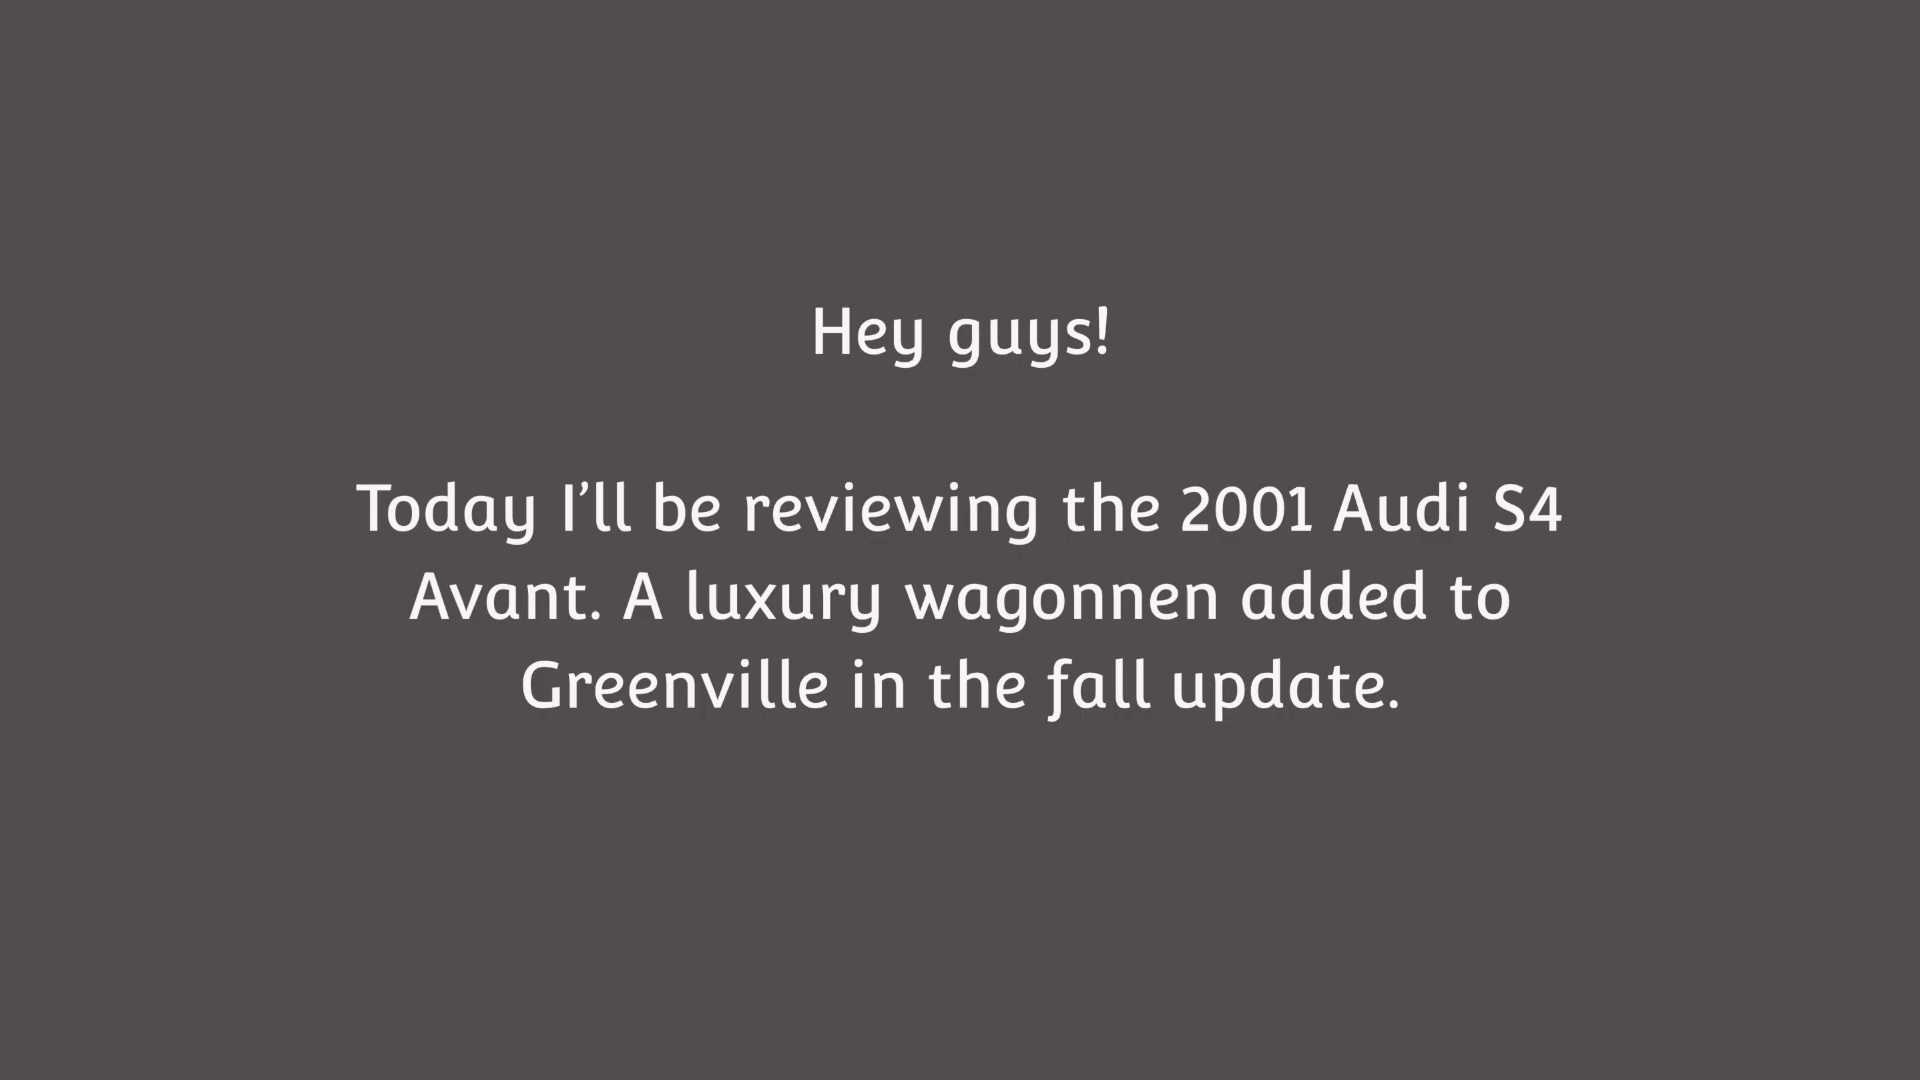 Hey guys!
Today I’ll be reviewing the 2001 Audi S4
Avant. A luxury wagonnen added to
Greenville in the fall update.